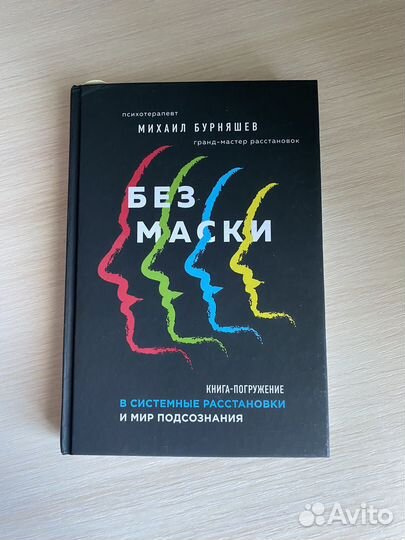 психотерапевт
МИХАИЛ БУРНЯШЕВ
гранд-мастер расстановок
БЕЗ
МАСКИ
КНИГА-ПОГРУЖЕНИЕ
В СИСТЕМНЫЕ РАССТАНОВКИ
И МИР ПОДСОЗНАНИЯ
Avito